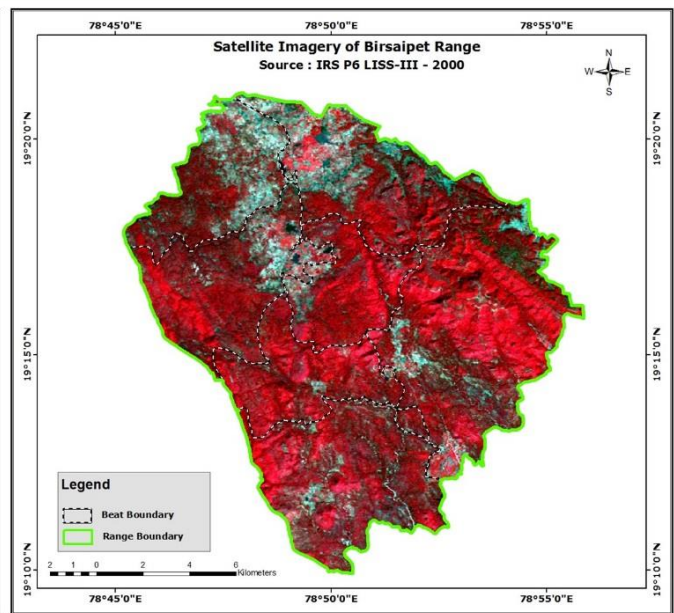 78°45'0"E 78°50'0"E 78°55'0"E
Satellite Imagery of Birsaipet Range
Source : IRS P6 LISS-III - 2000
N
W E
S
19°20'0"N 19°20'0"N
19°15'0"N 19°15'0"N
Legend
Beat Boundary
Range Boundary
2 1 0 2 4 6
Kilometers
19°10'0"N 19°10'0"N
78°45'0"E 78°50'0"E 78°55'0"E